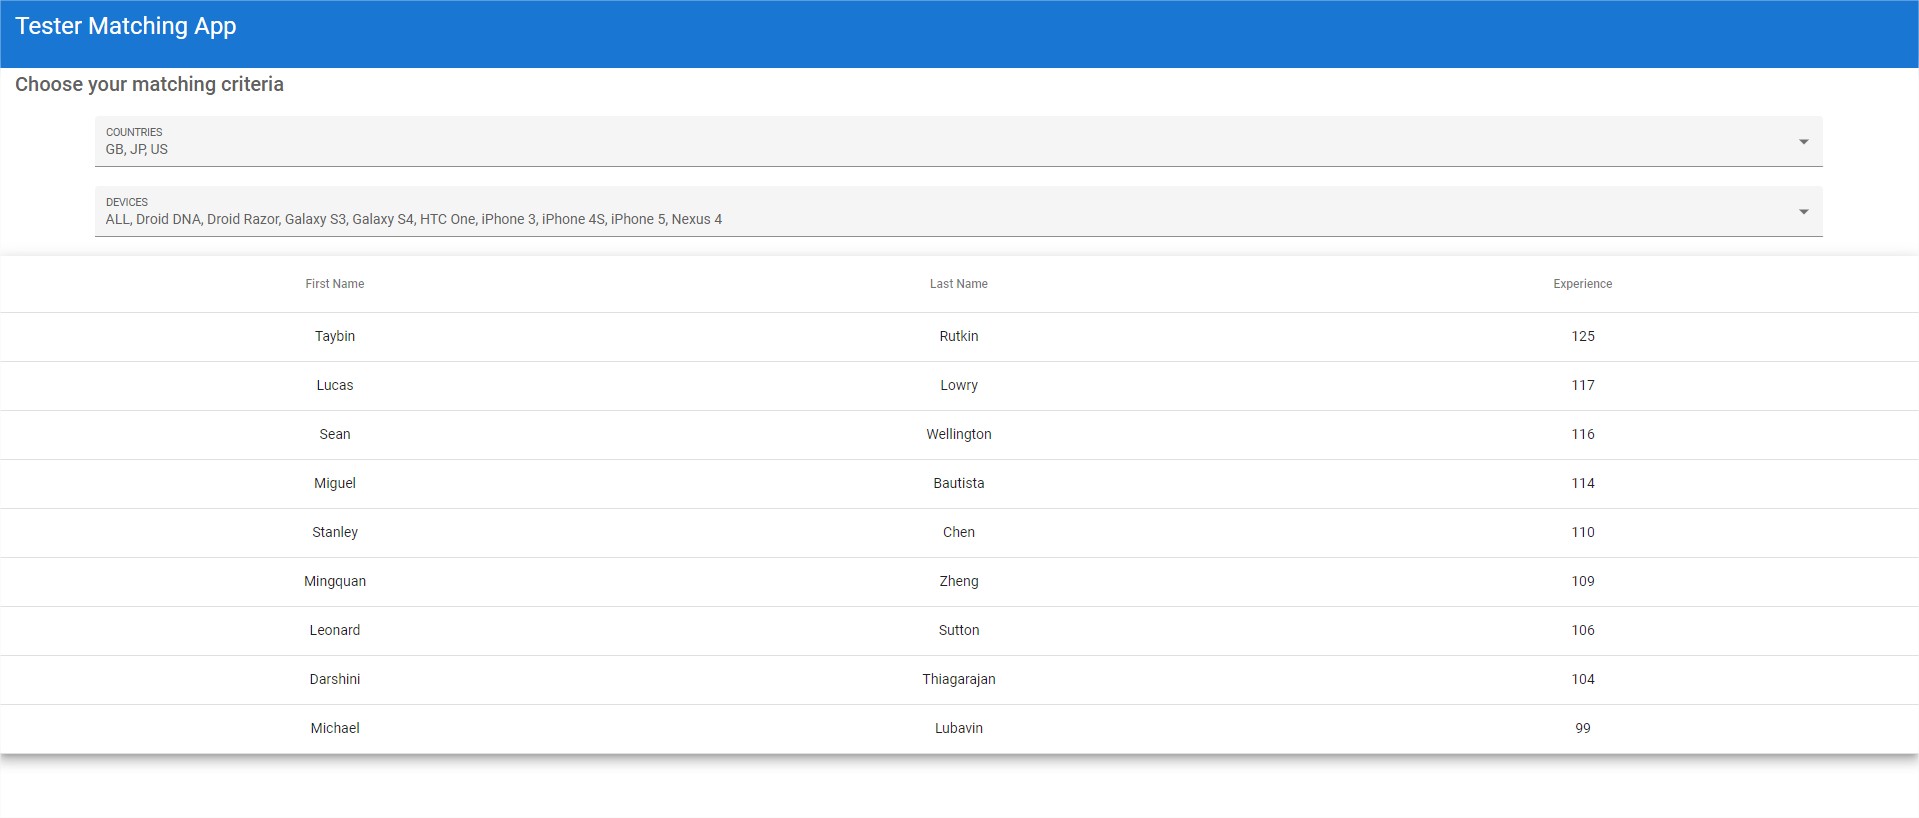 Tester Matching App
Choose your matching criteria
COUNTRIES
GB, JP, US
DEVICES
ALL, Droid DNA, Droid Razor, Galaxy S3, Galaxy S4, HTC One, iPhone 3, iPhone 4S, iPhone 5, Nexus 4
First Name Last Name Experience
Taybin Rutkin 125
Lucas Lowry 117
Sean Wellington 116
Miguel Bautista 114
Stanley Chen 110
Mingquan Zheng 109
Leonard Sutton 106
Darshini Thiagarajan 104
Michael Lubavin 99